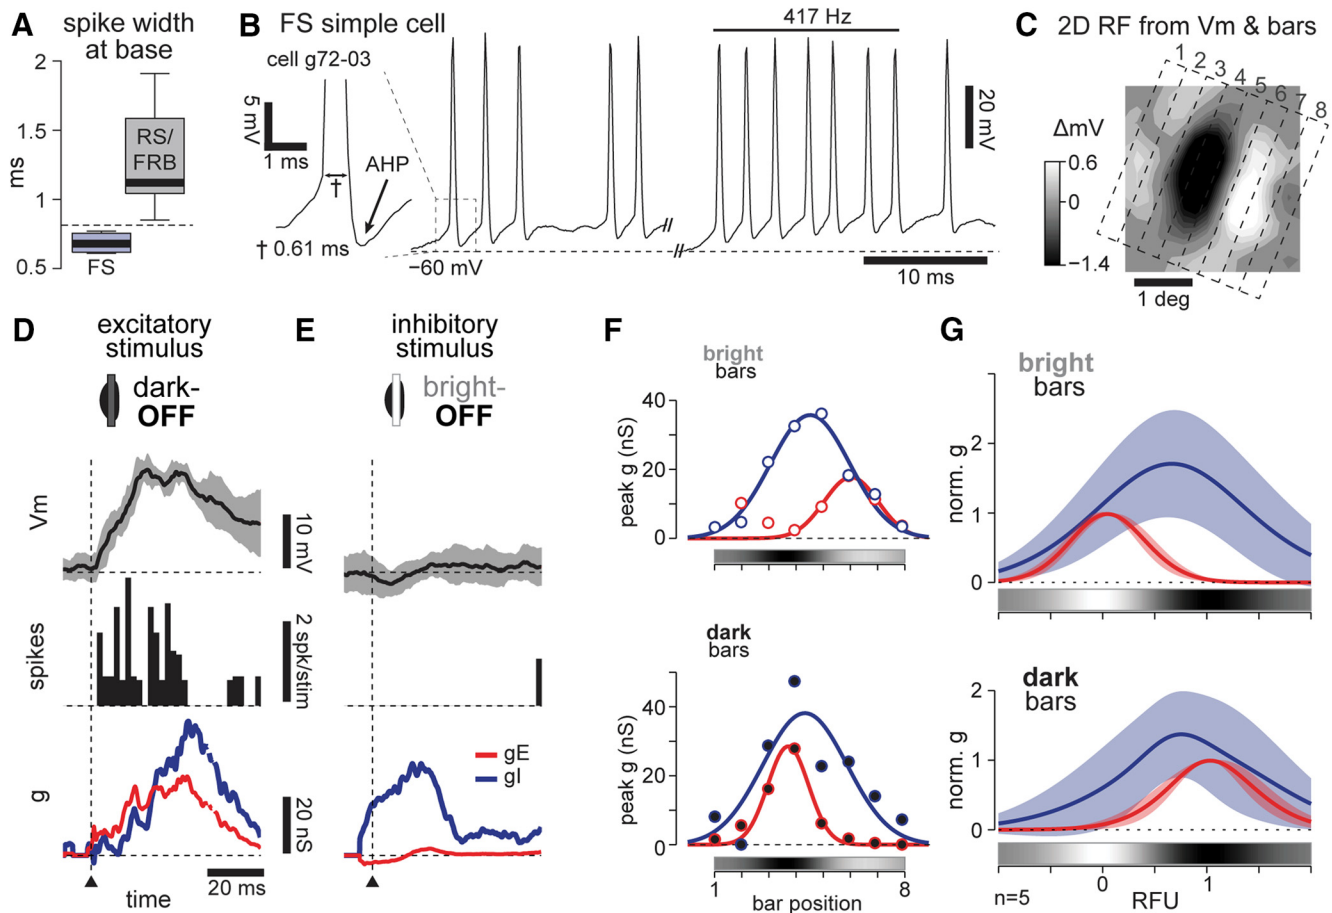 A
spike width
at base
2
1.5
1
0.5
ms
RS/
FRB
FS
B
FS simple cell
cell g72-03
5 mV
1 ms
AHP
†
† 0.61 ms
−60 mV
417 Hz
20 mV
10 ms
C
2D RF from Vm & bars
1
2
3
4
5
6
7
8
ΔmV
0.6
0
−1.4
1 deg
D
excitatory
stimulus
dark-
OFF
Vm
10 mV
spikes
2 spk/stim
g
20 nS
20 ms
time
E
inhibitory
stimulus
bright-
OFF
gE
gI
F
bright
bars
40
20
0
peak g (nS)
dark
bars
40
20
0
peak g (nS)
1
8
bar position
G
bright
bars
2
1
0
norm. g
dark
bars
2
1
0
norm. g
n=5
0
1
RFU